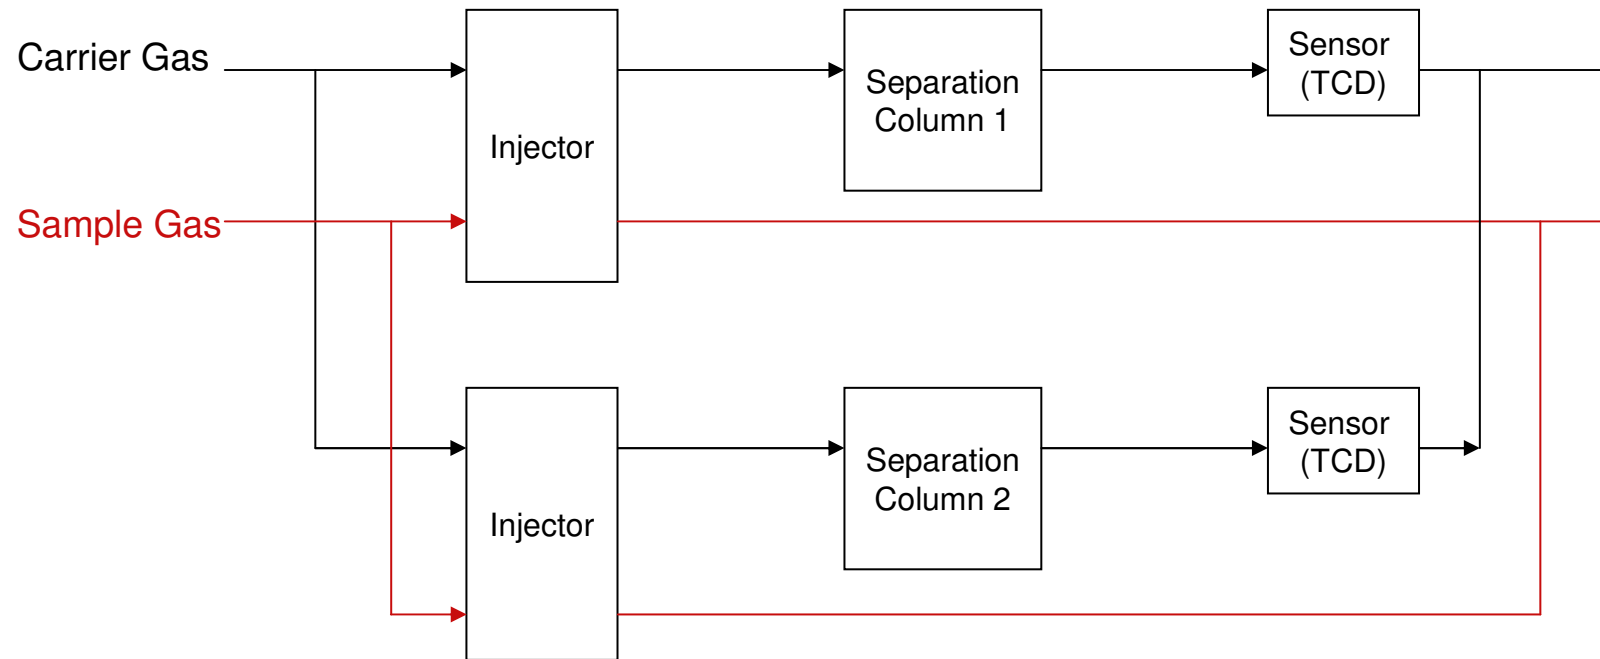 Carrier Gas
Sample Gas
Injector
Separation
Column 1
Sensor
(TCD)
Injector
Separation
Column 2
Sensor
(TCD)